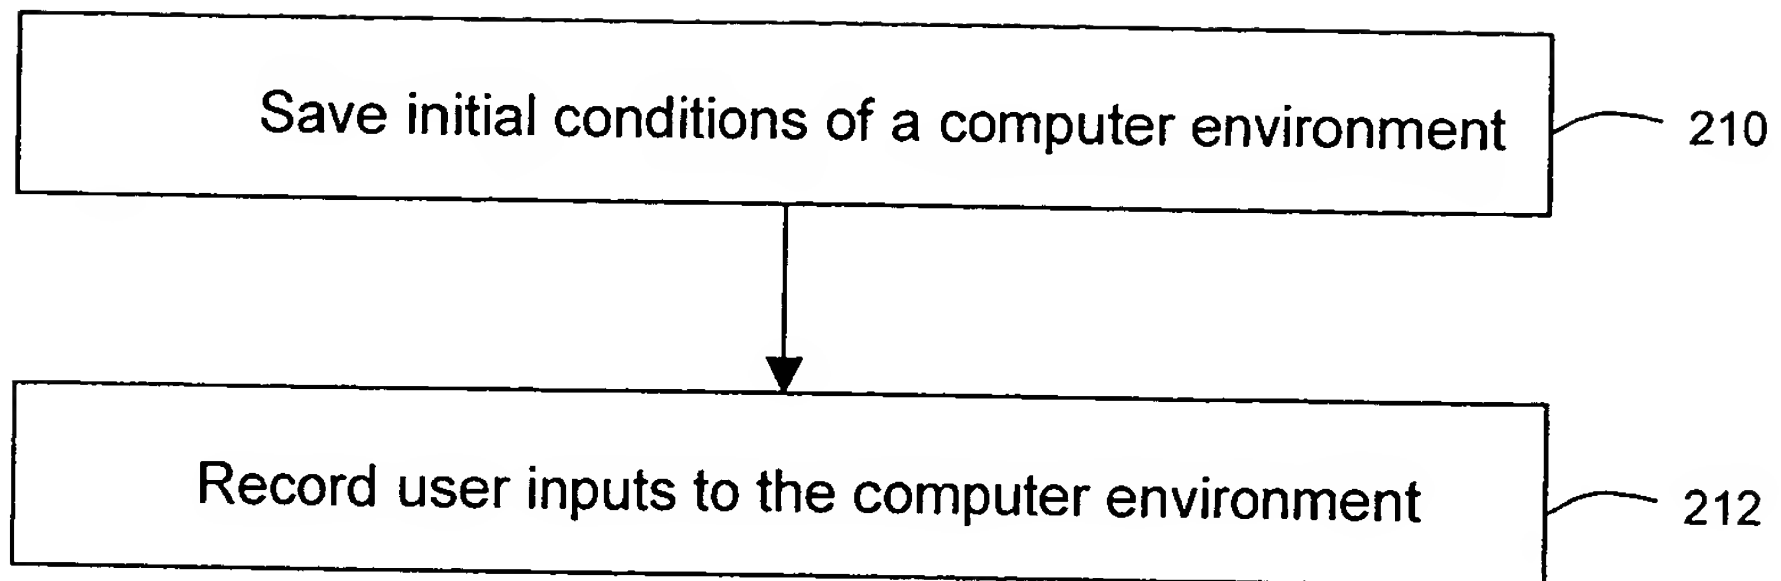 Save initial conditions of a computer environment
210
Record user inputs to the computer environment
212